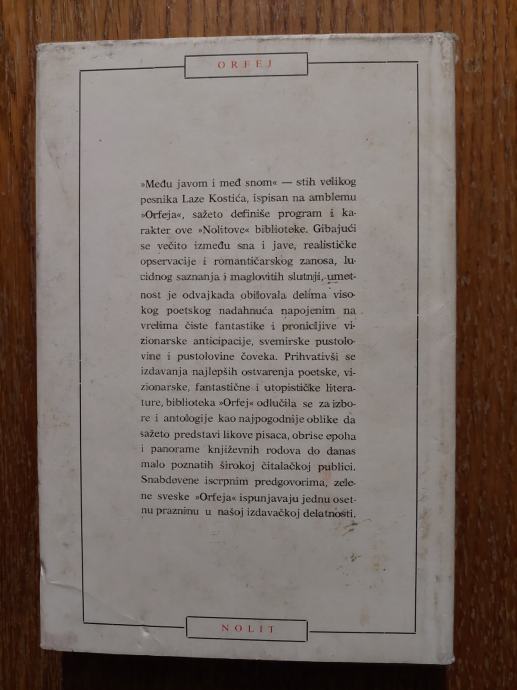 ORFEJ
»Među javom i međ snom« — stih velikog
pesnika Laze Kostića, ispisan na amblemu
»Orfeja«, sažeto definiše program i ka-
rakter ove »Nolitove« biblioteke. Gibajući
se večito između sna i jave, realističke
opservacije i romantičarskog zanosa, lu-
cidnog saznanja i maglovitih slutnji, umet-
nost je odvajkada obilovala delima viso-
kog poetskog nadahnuća napojenim na
vrelima čiste fantastike i pronicljive vi-
zionarske anticipacije, svemirske pustolo-
vine i pustolovine čoveka. Prihvativši se
izdavanja najlepših ostvarenja poetske, vi-
zionarske, fantastične i utopističke litera-
ture, biblioteka »Orfej« odlučila se za izbo-
re i antologije kao najpogodnije oblike da
sažeto predstavi likove pisaca, obrise epoha
i panorame književnih rodova do danas
malo poznatih širokoj čitalačkoj publici.
Snabdevene iscrpnim predgovorima, zele-
ne sveske »Orfeja« ispunjavaju jednu oset-
nu prazninu u našoj izdavačkoj delatnosti.
NOLIT